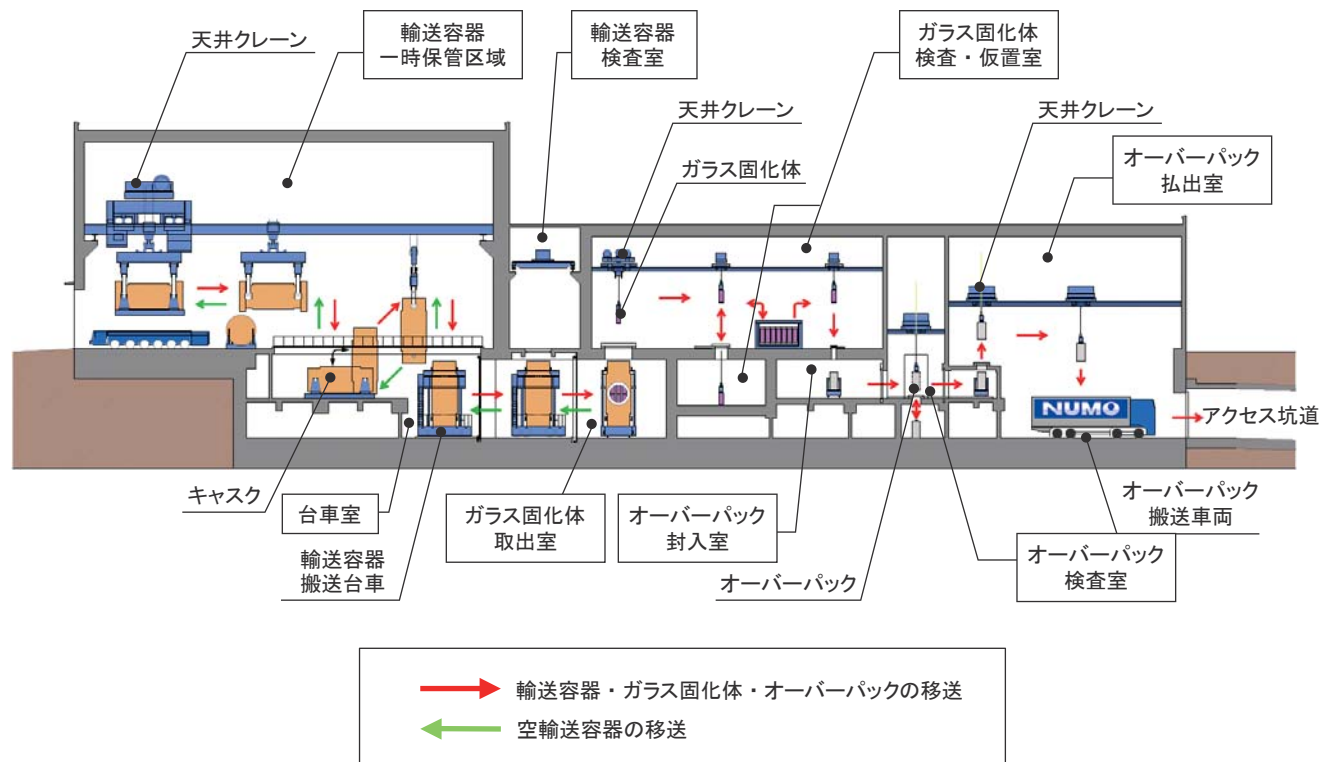 天井クレーン
輸送容器
一時保管区域
輸送容器
検査室
ガラス固化体
検査・仮置室
天井クレーン
天井クレーン
ガラス固化体
オーバーパック
払出室
NUMO
アクセス坑道
キャスク
台車室
輸送容器
搬送台車
ガラス固化体
取出室
オーバーパック
封入室
オーバーパック
オーバーパック
検査室
オーバーパック
搬送車両
輸送容器・ガラス固化体・オーバーパックの移送
空輸送容器の移送